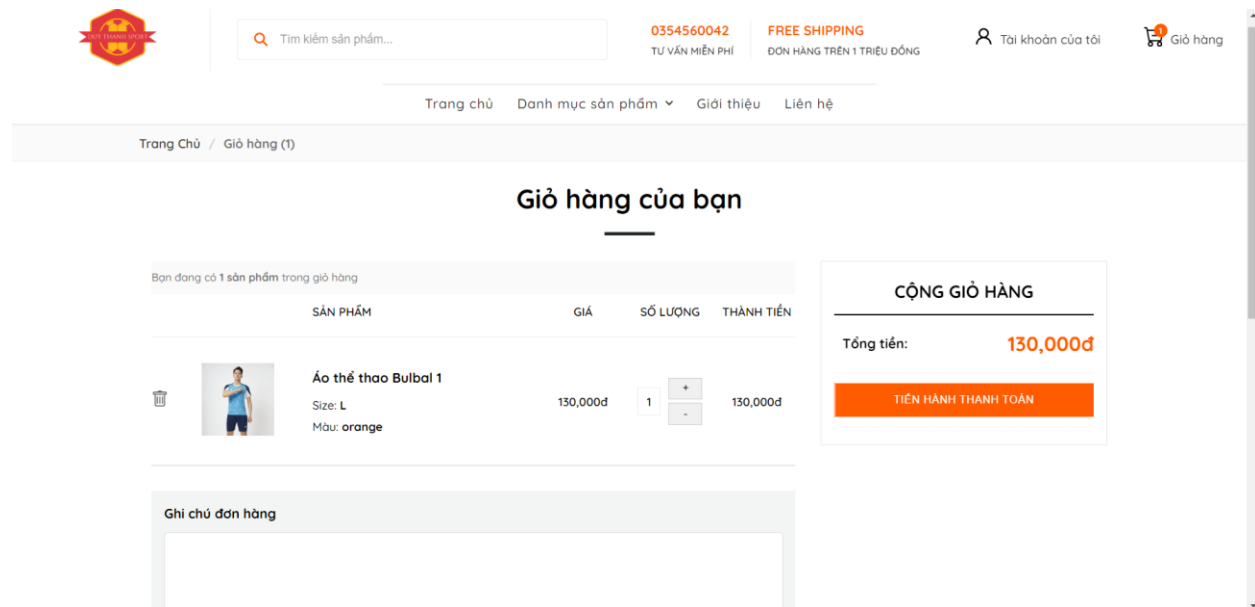 DUY THANH SPORT
Tìm kiếm sản phẩm...
0354560042
TƯ VẤN MIỄN PHÍ
FREE SHIPPING
ĐƠN HÀNG TRÊN 1 TRIỆU ĐỒNG
Tài khoản của tôi
1
Giỏ hàng
Trang chủ Danh mục sản phẩm Giới thiệu Liên hệ
Trang Chủ / Giỏ hàng (1)
Giỏ hàng của bạn
Bạn đang có 1 sản phẩm trong giỏ hàng
SẢN PHẨM GIÁ SỐ LƯỢNG THÀNH TIỀN
Áo thể thao Bulbal 1
Size: L
Màu: orange
130,000đ 1 + - 130,000đ
CỘNG GIỎ HÀNG
Tổng tiền: 130,000đ
TIẾN HÀNH THANH TOÁN
Ghi chú đơn hàng